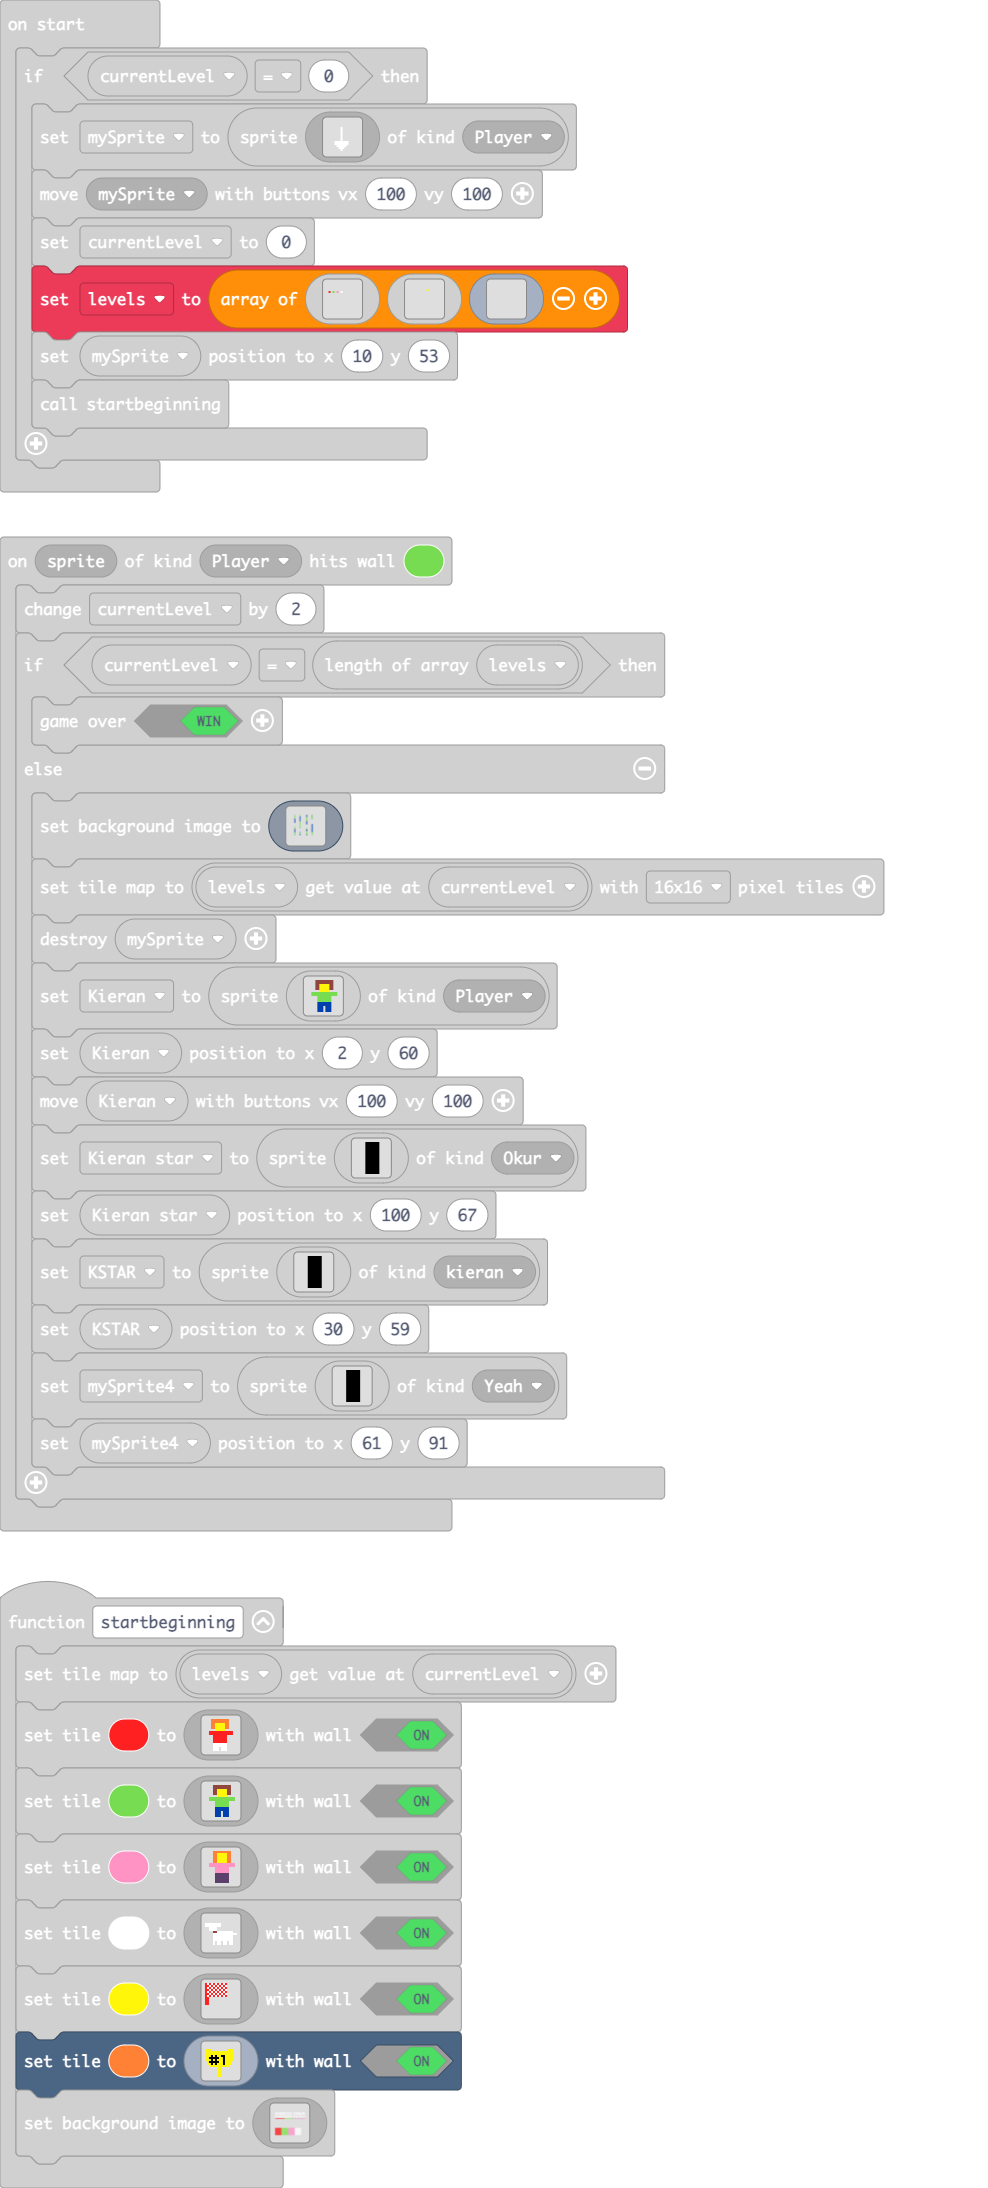 on start
if currentLevel = 0 then
set mySprite to sprite of kind Player
move mySprite with buttons vx 100 vy 100
set currentLevel to 0
set levels to array of
set mySprite position to x 10 y 53
call startbeginning
on sprite of kind Player hits wall
change currentLevel by 2
if currentLevel = length of array levels then
game over WIN
else
set background image to
set tile map to levels get value at currentLevel with 16x16 pixel tiles
destroy mySprite
set Kieran to sprite of kind Player
set Kieran position to x 2 y 60
move Kieran with buttons vx 100 vy 100
set Kieran star to sprite of kind Okur
set Kieran star position to x 100 y 67
set KSTAR to sprite of kind kieran
set KSTAR position to x 30 y 59
set mySprite4 to sprite of kind Yeah
set mySprite4 position to x 61 y 91
function startbeginning
set tile map to levels get value at currentLevel
set tile to with wall ON
set tile to with wall ON
set tile to with wall ON
set tile to with wall ON
set tile to with wall ON
set tile to #1 with wall ON
set background image to